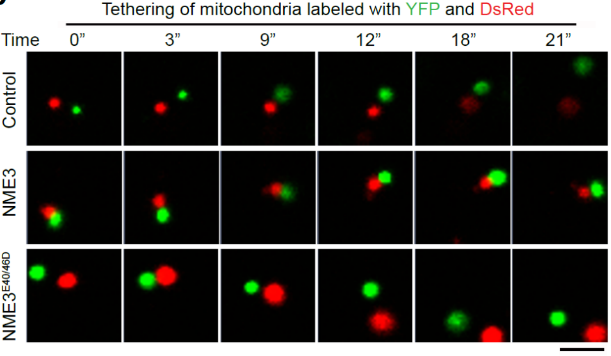 Tethering of mitochondria labeled with YFP and DsRed
Time 0” 3” 9” 12” 18” 21”
Control
NME3
NME3E40/46D